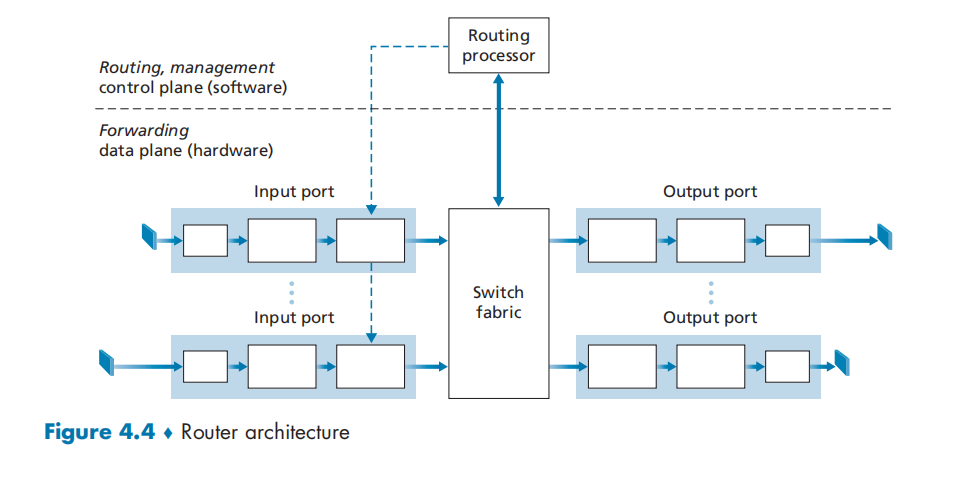 Routing
processor
Routing, management
control plane (software)
Forwarding
data plane (hardware)
Input port
Output port
Switch
fabric
Input port
Output port
Figure 4.4 ♦ Router architecture